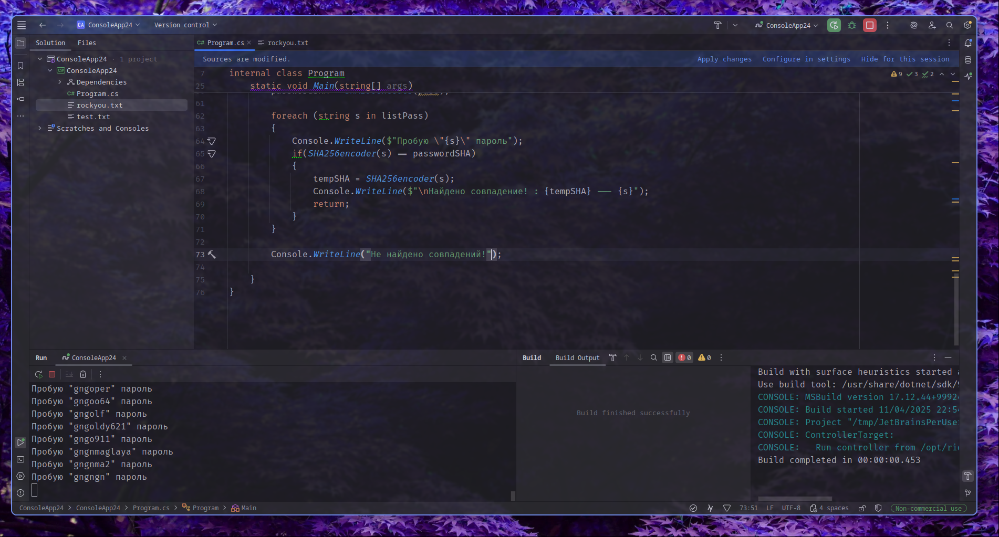 CA ConsoleApp24 Version control ConsoleApp24
Solution Files
ConsoleApp24 · 1 project
C# ConsoleApp24
Dependencies
C# Program.cs
rockyou.txt
test.txt
Scratches and Consoles
C# Program.cs rockyou.txt
Sources are modified. Apply changes Configure in settings Hide for this session
9 3 2
7 internal class Program
25 static void Main(string[] args)
61
62 foreach (string s in listPass)
63 {
64 Console.WriteLine($"Пробую \"{s}\" пароль");
65 if(SHA256encoder(s) == passwordSHA)
66 {
67 tempSHA = SHA256encoder(s);
68 Console.WriteLine($"\nНайдено совпадение! : {tempSHA} --- {s}");
69 return;
70 }
71 }
72
73 Console.WriteLine("Не найдено совпадений!");
74
75 }
76 }
Run ConsoleApp24
Пробую "gngoper" пароль
Пробую "gngoo64" пароль
Пробую "gngolf" пароль
Пробую "gngoldy621" пароль
Пробую "gngo911" пароль
Пробую "gngnmaglaya" пароль
Пробую "gngnma2" пароль
Пробую "gngngn" пароль
Build Build Output 0 0
Build finished successfully
Build with surface heuristics started
Use build tool: /usr/share/dotnet/sdk/
CONSOLE: MSBuild version 17.12.44+9992
CONSOLE: Build started 11/04/2025 22:54
CONSOLE: Project "/tmp/JetBrainsPerUse
CONSOLE: ControllerTarget:
CONSOLE: Run controller from /opt/ri
Build completed in 00:00:00.453
ConsoleApp24 > ConsoleApp24 > Program.cs > Program > Main
73:51 LF UTF-8 4 spaces Non-commercial use